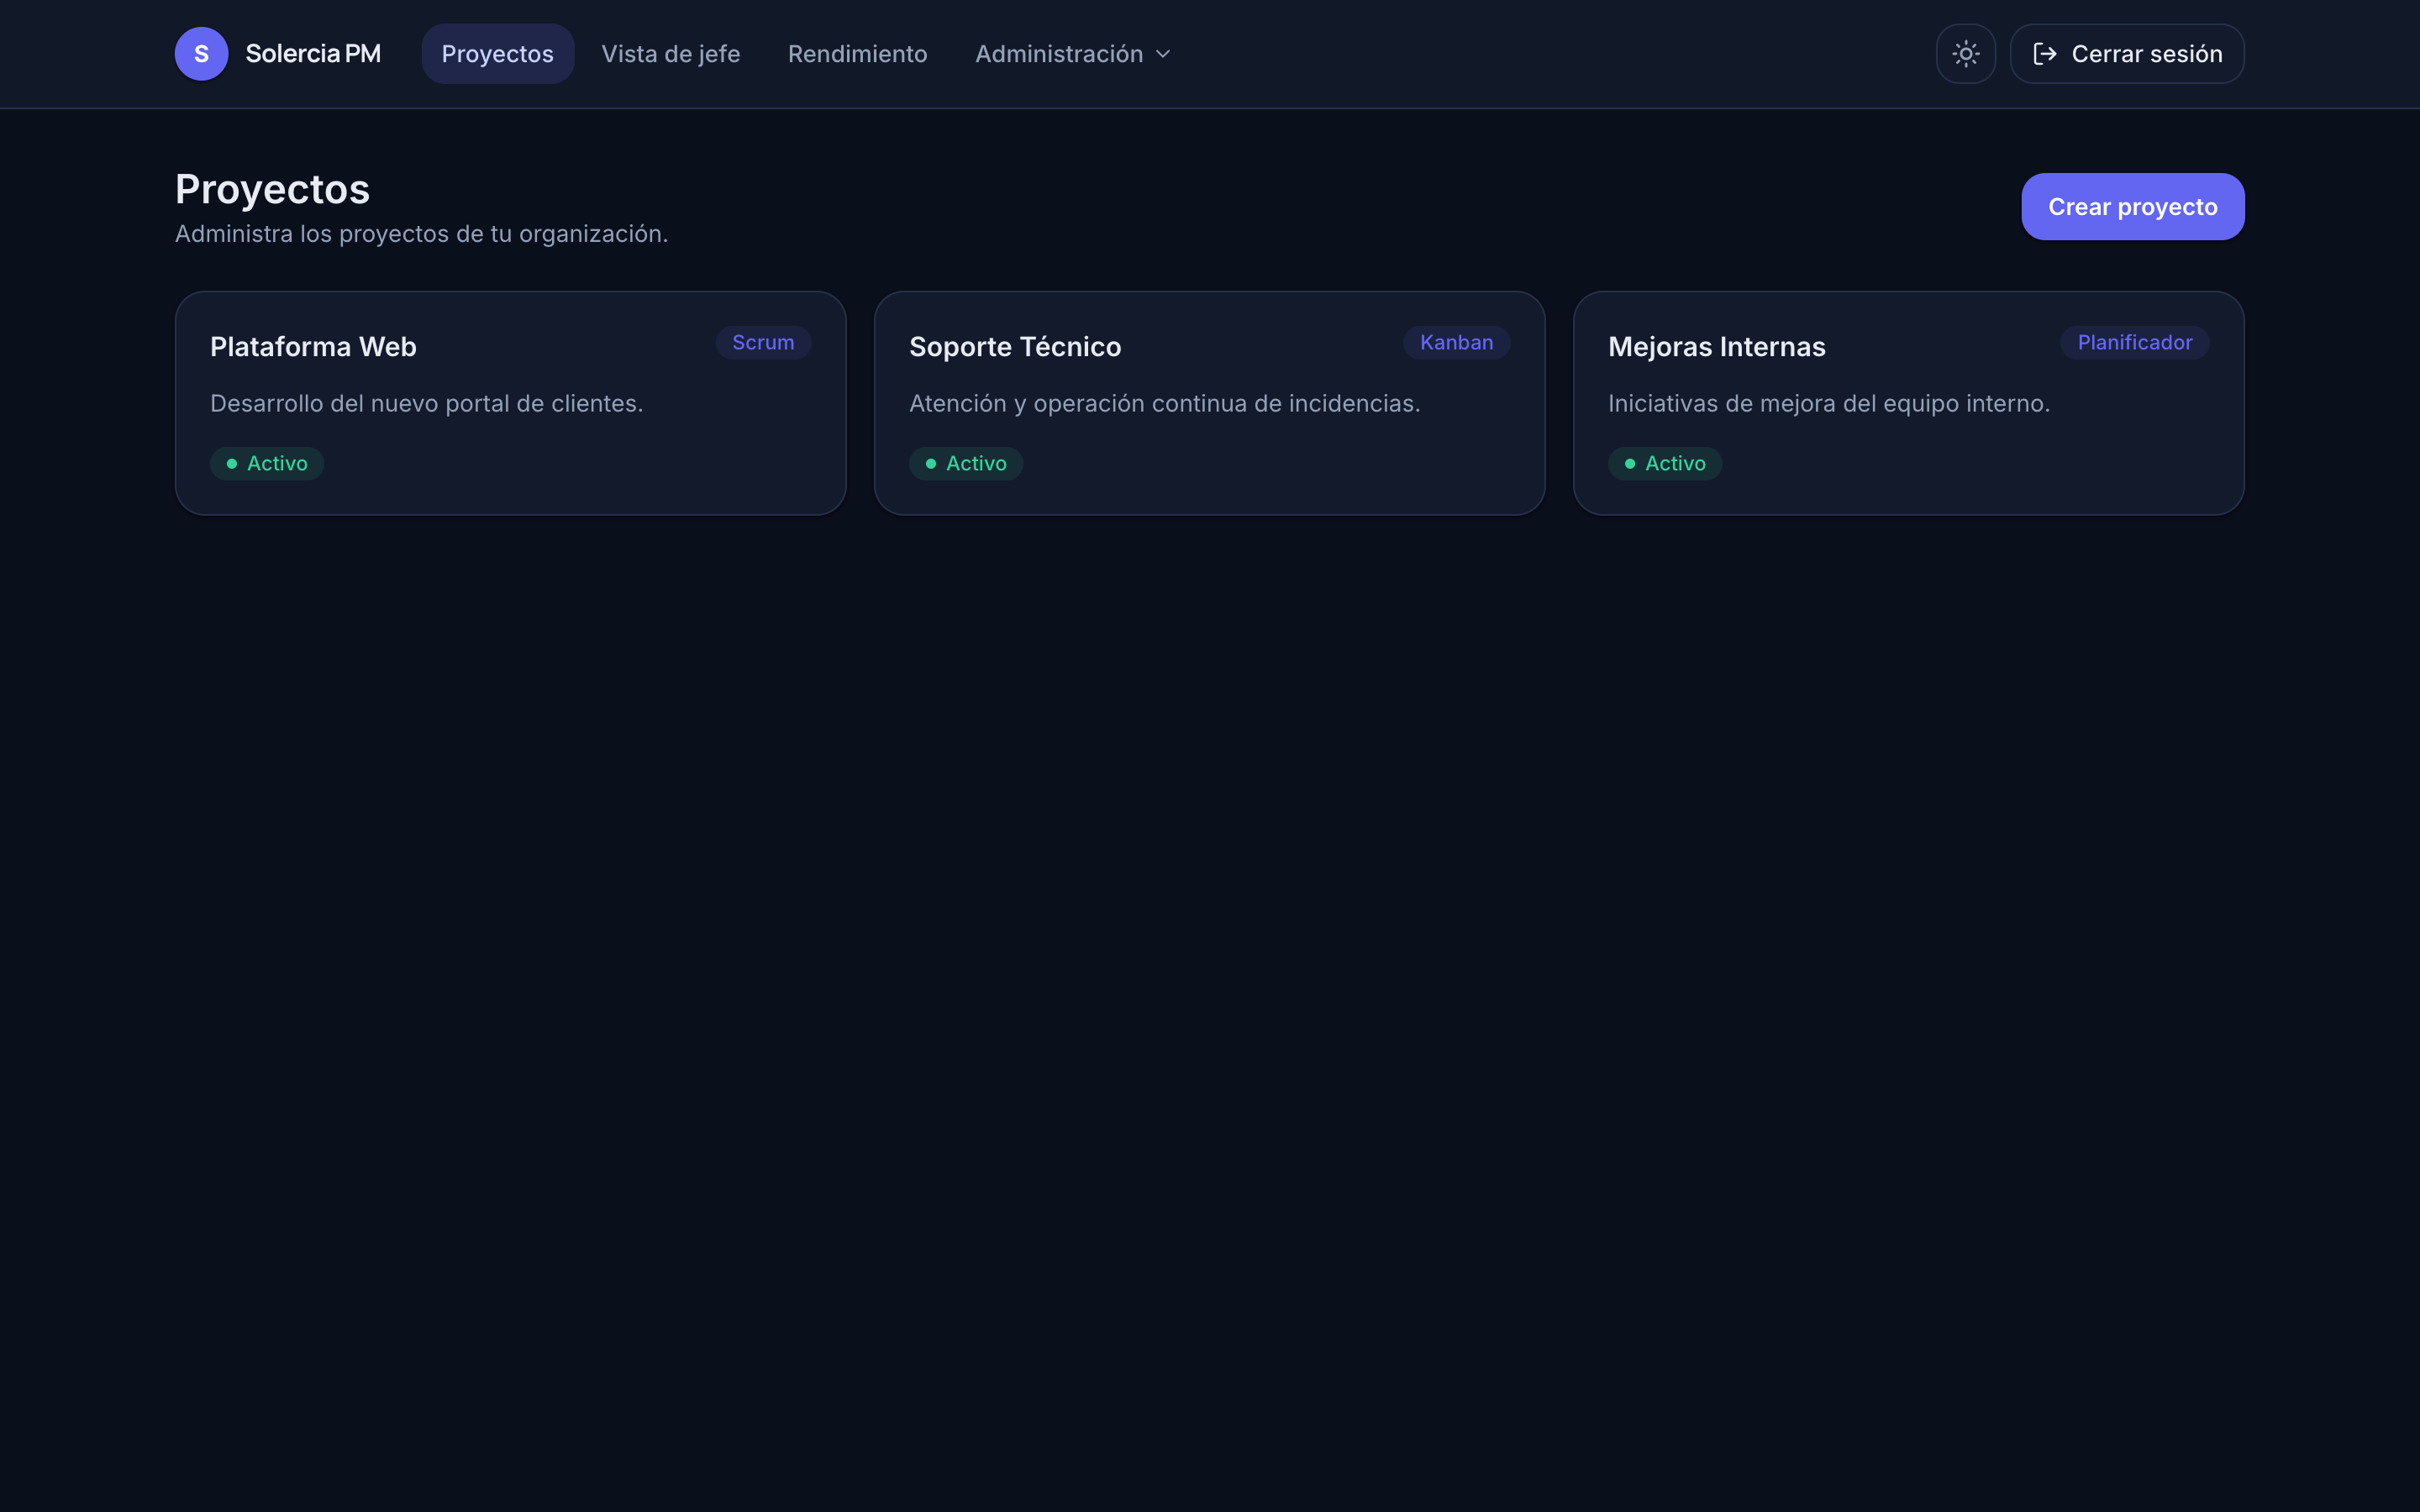 S Solercia PM Proyectos Vista de jefe Rendimiento Administración Cerrar sesión
Proyectos
Administra los proyectos de tu organización.
Crear proyecto
Plataforma Web Scrum
Desarrollo del nuevo portal de clientes.
Activo
Soporte Técnico Kanban
Atención y operación continua de incidencias.
Activo
Mejoras Internas Planificador
Iniciativas de mejora del equipo interno.
Activo